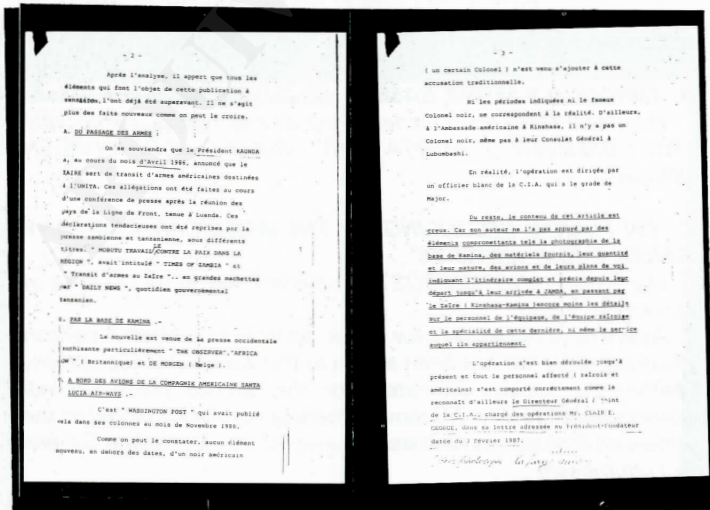 - 2 -
Après l'analyse, il appert que tous les
éléments qui font l'objet de cette publication à
sensation, l'ont déjà été auparavant. Il ne s'agit
plus des faits nouveaux comme on peut le croire.
A. DU PASSAGE DES ARMES :
On se souviendra que le Président KAUNDA
a, au cours du mois d'Avril 1986, annoncé que le
ZAIRE sert de transit d'armes américaines destinées
à l'UNITA. Ces allégations ont été faites au cours
d'une conférence de presse après la réunion des
pays de la Ligne de Front, tenue à Luanda. Ces
déclarations tendacieuses ont été reprises par la
presse zambienne et tanzanienne, sous différents
titres. " MOBUTU TRAVAIL LE CONTRE LA PAIX DANS LA
REGION ", avait intitulé " TIMES OF ZAMBIA " et
" Transit d'armes au Zaïre ".. en grandes machettes
par " DAILY NEWS ", quotidien gouvernemental
tanzanien.
B. PAR LA BASE DE KAMINA .-
La nouvelle est venue de la presse occidentale
gauchisante particulièrement " THE OBSERVER"."AFRICA
NOW " ( Britannique) et DE MORGEN ( Belge ).
A BORD DES AVIONS DE LA COMPAGNIE AMERICAINE SANTA
LUCIA AIR-WAYS .-
C'est " WASHINGTON POST " qui avait publié
cela dans ses colonnes au mois de Novembre 1986.
Comme on peut le constater, aucun élément
nouveau, en dehors des dates, d'un noir américain
- 3 -
( un certain Colonel ) n'est venu s'ajouter à cette
accusation traditionnelle.
Ni les périodes indiquées ni le fameux
Colonel noir, ne correspondent à la réalité. D'ailleurs,
à l'Ambassade américaine à Kinshasa, il n'y a pas un
Colonel noir, même pas à leur Consulat Général à
Lubumbashi.
En réalité, l'opération est dirigée par
un officier blanc de la C.I.A. qui a le grade de
Major.
Du reste, le contenu de cet article est
creux. Car son auteur ne l'a pas appuyé par des
éléments compromettants tels la photographie de la
base de Kamina, des matériels fournis, leur quantité
et leur nature, des avions et de leurs plans de vol
indiquant l'itinéraire complet et précis depuis leur
départ jusqu'à leur arrivée à JAMBA, en passant par
le Zaïre ( Kinshasa-Kamina )encore moins les détails
sur le personnel de l'équipage, de l'équipe zaïroise
et la spécialité de cette dernière, ni même le service
auquel ils appartiennent.
L'opération s'est bien déroulée jusqu'à
présent et tout le personnel affecté ( zaïrois et
américains) s'est comporté correctement comme le
reconnaît d'ailleurs le Directeur Général Adjoint
de la C.I.A., chargé des opérations Mr. CLAIR E.
GEORGE, dans sa lettre adressée au Président-Fondateur
datée du 3 Février 1987.